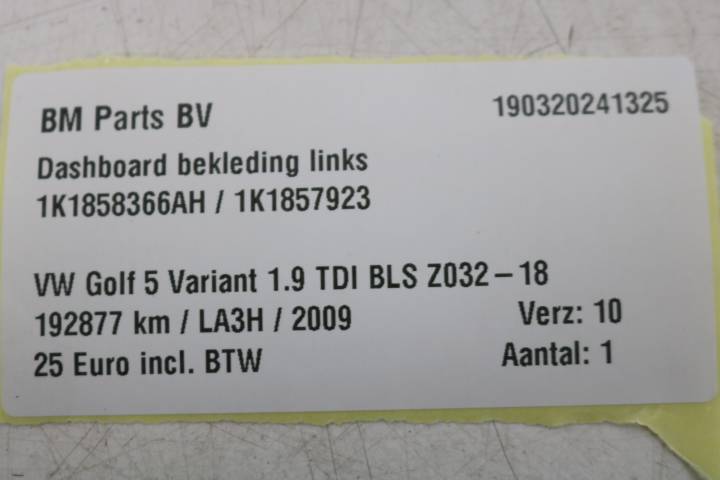 BM Parts BV 190320241325
Dashboard bekleding links
1K1858366AH / 1K1857923
VW Golf 5 Variant 1.9 TDI BLS Z032-18
192877 km / LA3H / 2009 Verz: 10
25 Euro incl. BTW Aantal: 1